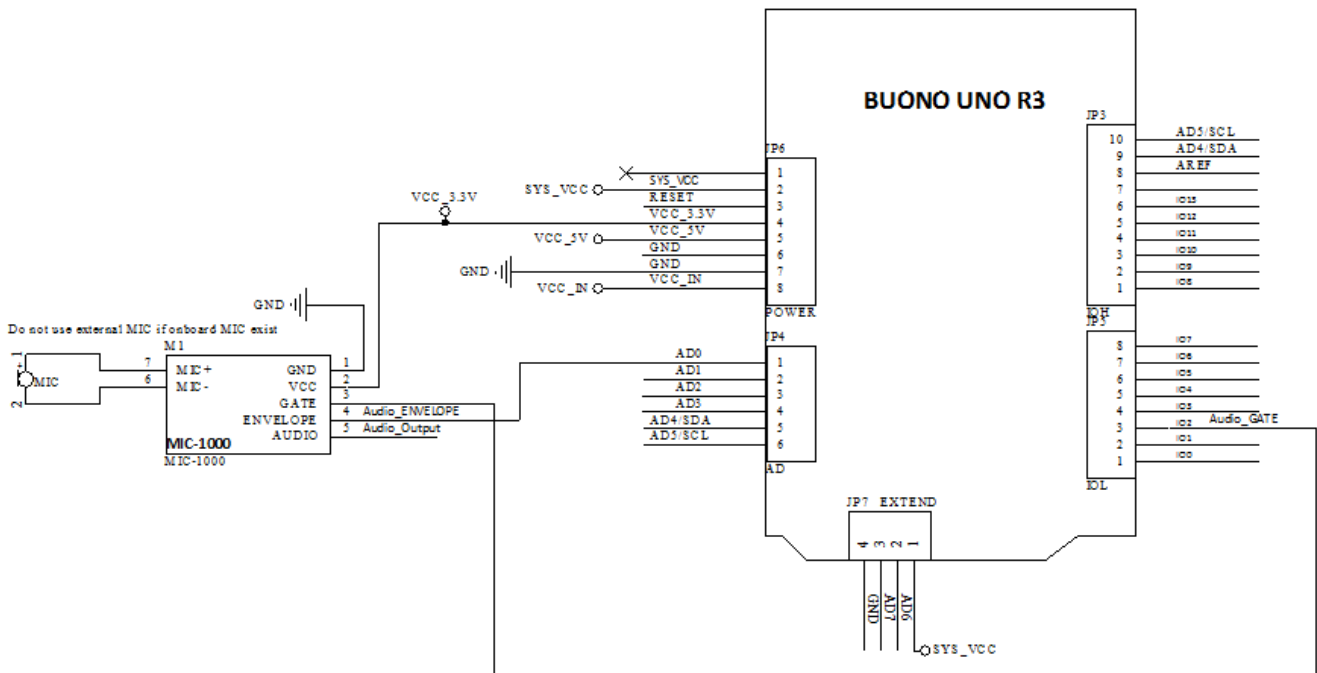 BUONO UNO R3
JP6
1
SYS_VCC
SYS_VCC
2
RESET
3
VCC_3.3V
VCC_3.3V
4
VCC_5V
VCC_5V
5
GND
6
GND
GND
7
VCC_IN
VCC_IN
8
POWER
JP3
10
AD5/SCL
9
AD4/SDA
8
AREF
7
6
IO13
5
IO12
4
IO11
3
IO10
2
IO9
1
IO8
IOH
JP5
8
IO7
7
IO6
6
IO5
5
IO4
4
IO3
3
IO2
Audio_GATE
2
IO1
1
IO0
IOL
JP4
AD0
1
AD1
2
AD2
3
AD3
4
AD4/SDA
5
AD5/SCL
6
AD
GND
Do not use external MIC if onboard MIC exist
1
+
MIC
2
M1
7
MIC+
6
MIC-
GND
1
VCC
2
GATE
3
ENVELOPE
4
Audio_ENVELOPE
AUDIO
5
Audio_Output
MIC-1000
MIC-1000
JP7 EXTEND
4
3
2
1
GND
AD7
AD6
SYS_VCC